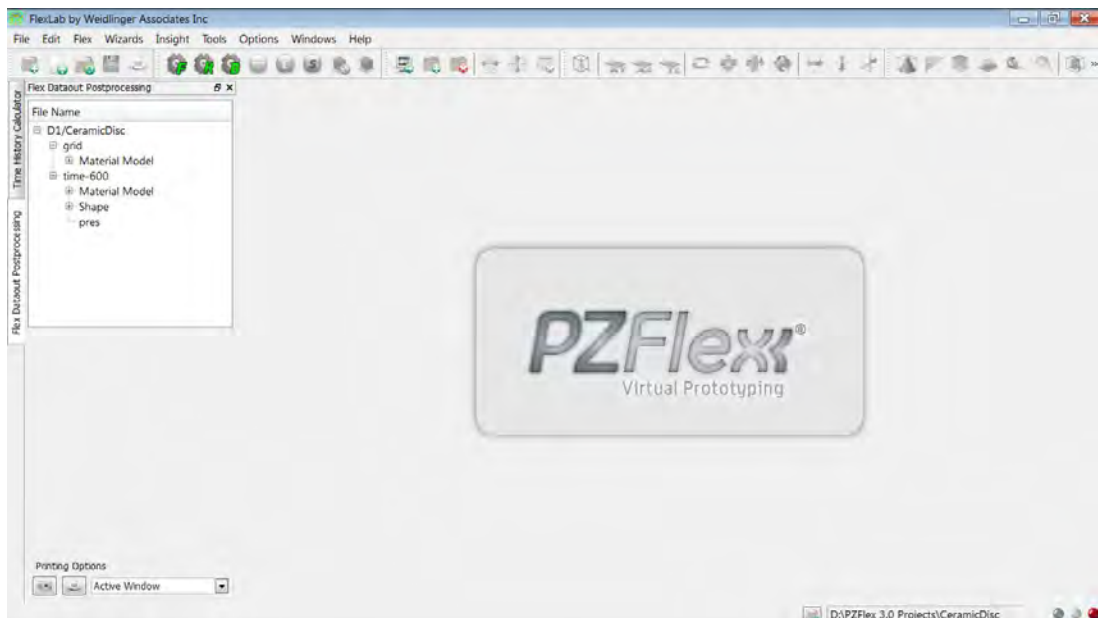 FlexLab by Weidlinger Associates Inc
File Edit Flex Wizards Insight Tools Options Windows Help
Flex Dataout Postprocessing
Time History Calculator
Flex Dataout Postprocessing
File Name
D1/CeramicDisc
grid
Material Model
time-600
Material Model
Shape
pres
PZFlex®
Virtual Prototyping
Printing Options
Active Window
D:\PZFlex 3.0 Projects\CeramicDisc